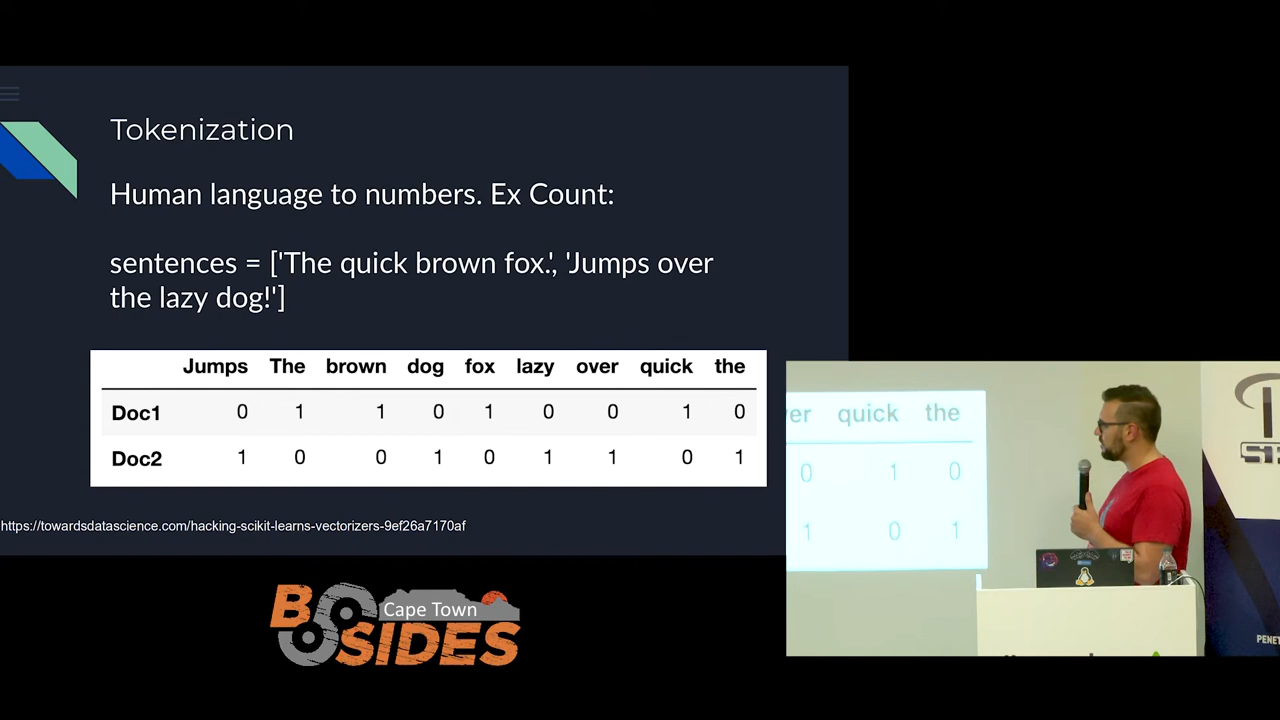 Tokenization
Human language to numbers. Ex Count:
sentences = ['The quick brown fox.', 'Jumps over
the lazy dog!']
Jumps The brown dog fox lazy over quick the
Doc1 0 1 1 0 1 0 0 1 0
Doc2 1 0 0 1 0 1 1 0 1
https://towardsdatascience.com/hacking-scikit-learns-vectorizers-9ef26a7170af
er quick the
0 1 0
1 0 1
PENET
BSIDES
Cape Town